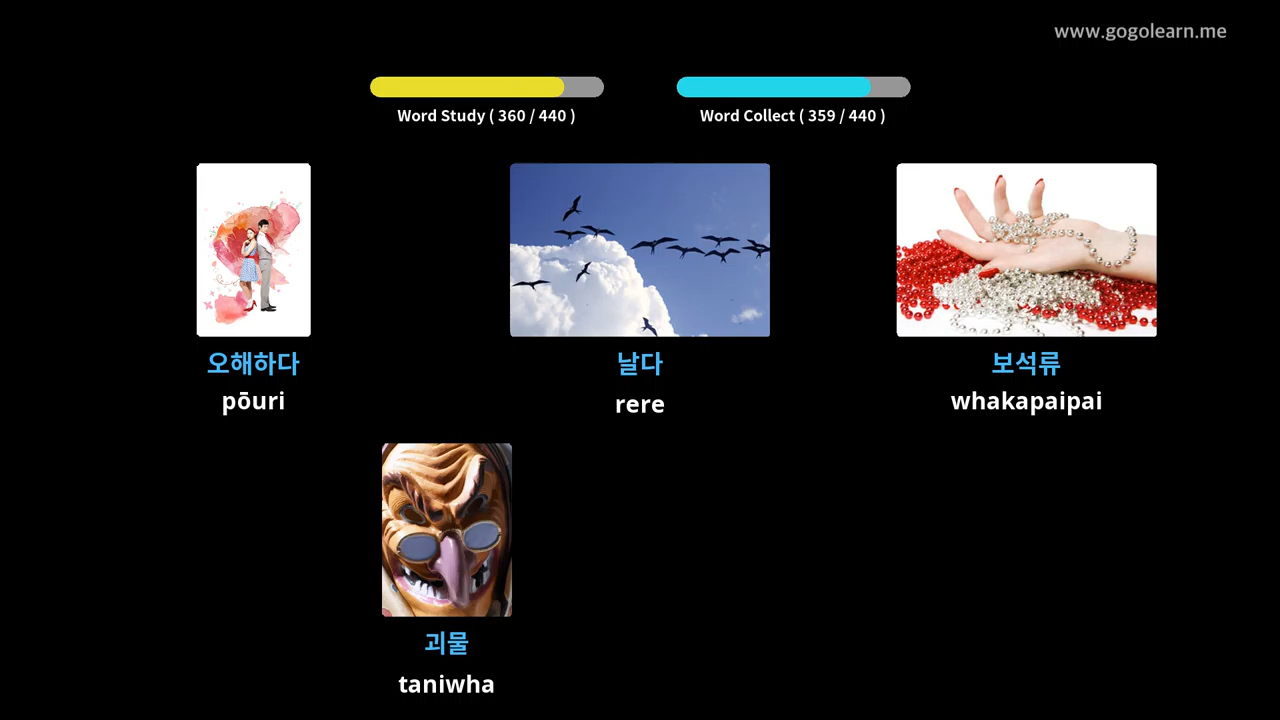 www.gogolearn.me
Word Study ( 360 / 440 )
Word Collect ( 359 / 440 )
오해하다
pōuri
날다
rere
보석류
whakapaipai
괴물
taniwha